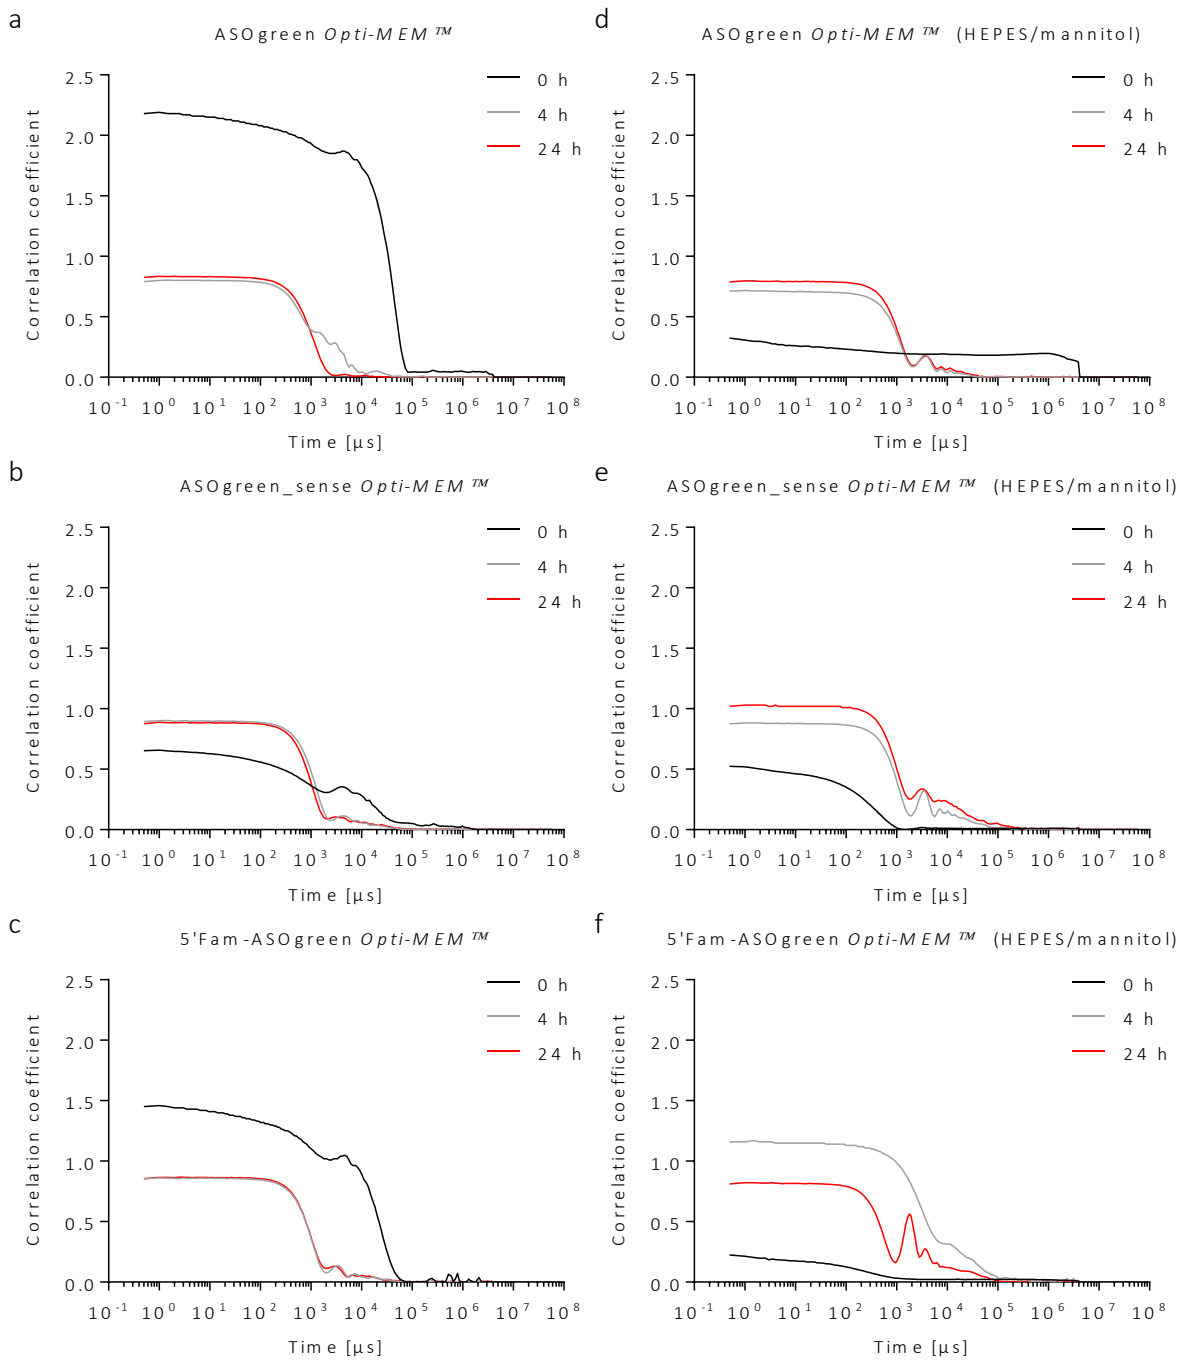 a
ASOgreen Opti-MEM™
0 h
4 h
24 h
Correlation coefficient
2.5
2.0
1.5
1.0
0.5
0.0
10-1 100 101 102 103 104 105 106 107 108
Time [µs]
b
ASOgreen_sense Opti-MEM™
0 h
4 h
24 h
Correlation coefficient
2.5
2.0
1.5
1.0
0.5
0.0
10-1 100 101 102 103 104 105 106 107 108
Time [µs]
c
5'Fam-ASOgreen Opti-MEM™
0 h
4 h
24 h
Correlation coefficient
2.5
2.0
1.5
1.0
0.5
0.0
10-1 100 101 102 103 104 105 106 107 108
Time [µs]
d
ASOgreen Opti-MEM™ (HEPES/mannitol)
0 h
4 h
24 h
Correlation coefficient
2.5
2.0
1.5
1.0
0.5
0.0
10-1 100 101 102 103 104 105 106 107 108
Time [µs]
e
ASOgreen_sense Opti-MEM™ (HEPES/mannitol)
0 h
4 h
24 h
Correlation coefficient
2.5
2.0
1.5
1.0
0.5
0.0
10-1 100 101 102 103 104 105 106 107 108
Time [µs]
f
5'Fam-ASOgreen Opti-MEM™ (HEPES/mannitol)
0 h
4 h
24 h
Correlation coefficient
2.5
2.0
1.5
1.0
0.5
0.0
10-1 100 101 102 103 104 105 106 107 108
Time [µs]